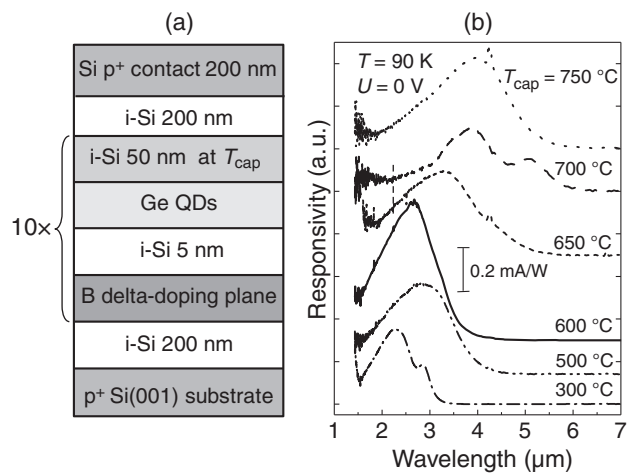 (a)
Si p⁺ contact 200 nm
i-Si 200 nm
i-Si 50 nm at T_cap
Ge QDs
i-Si 5 nm
B delta-doping plane
i-Si 200 nm
p⁺ Si(001) substrate
10×
(b)
T = 90 K
U = 0 V
T_cap = 750 °C
700 °C
650 °C
0.2 mA/W
600 °C
500 °C
300 °C
Responsivity (a.u.)
1 2 3 4 5 6 7
Wavelength (μm)